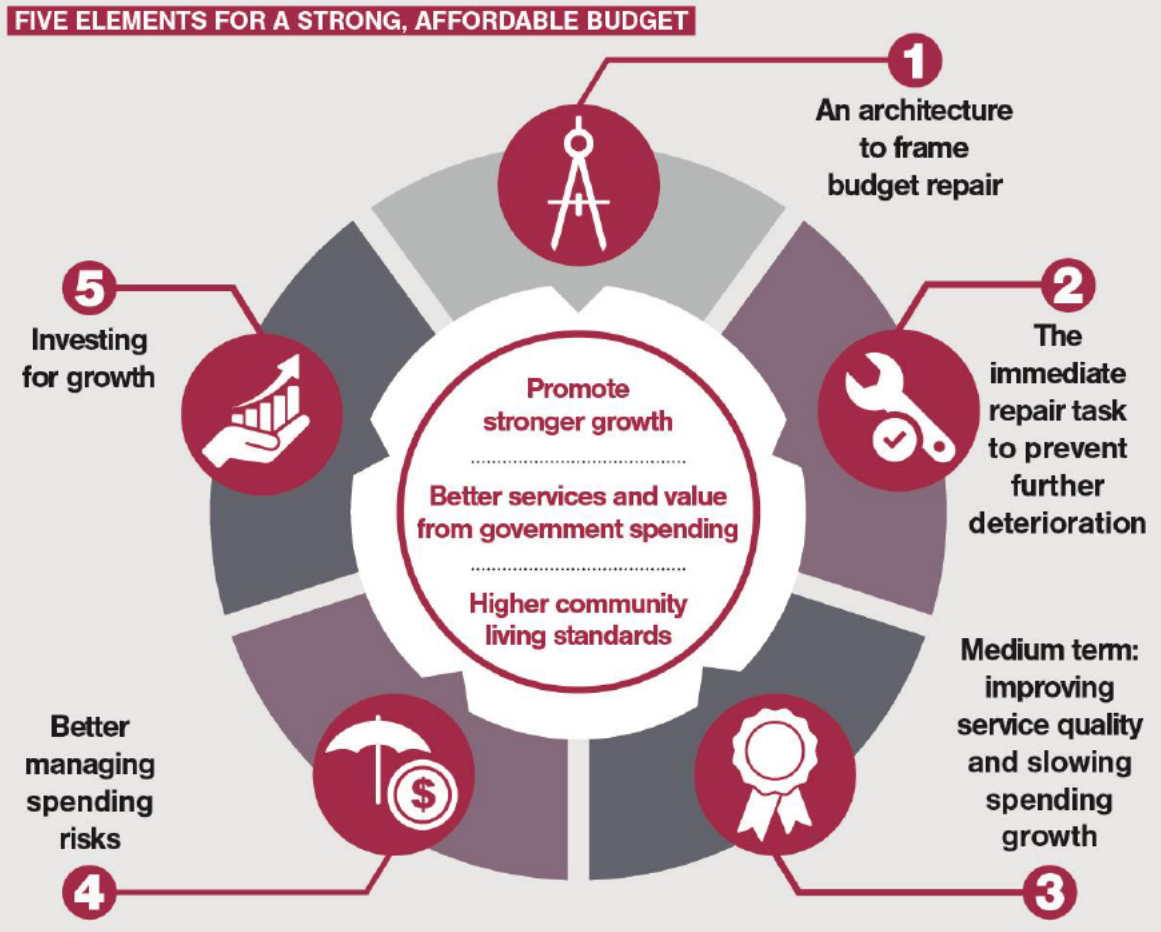 FIVE ELEMENTS FOR A STRONG, AFFORDABLE BUDGET
1
An architecture
to frame
budget repair
2
The
immediate
repair task
to prevent
further
deterioration
Medium term:
improving
service quality
and slowing
spending
growth
3
Better
managing
spending
risks
4
5
Investing
for growth
Promote
stronger growth
Better services and value
from government spending
Higher community
living standards
$